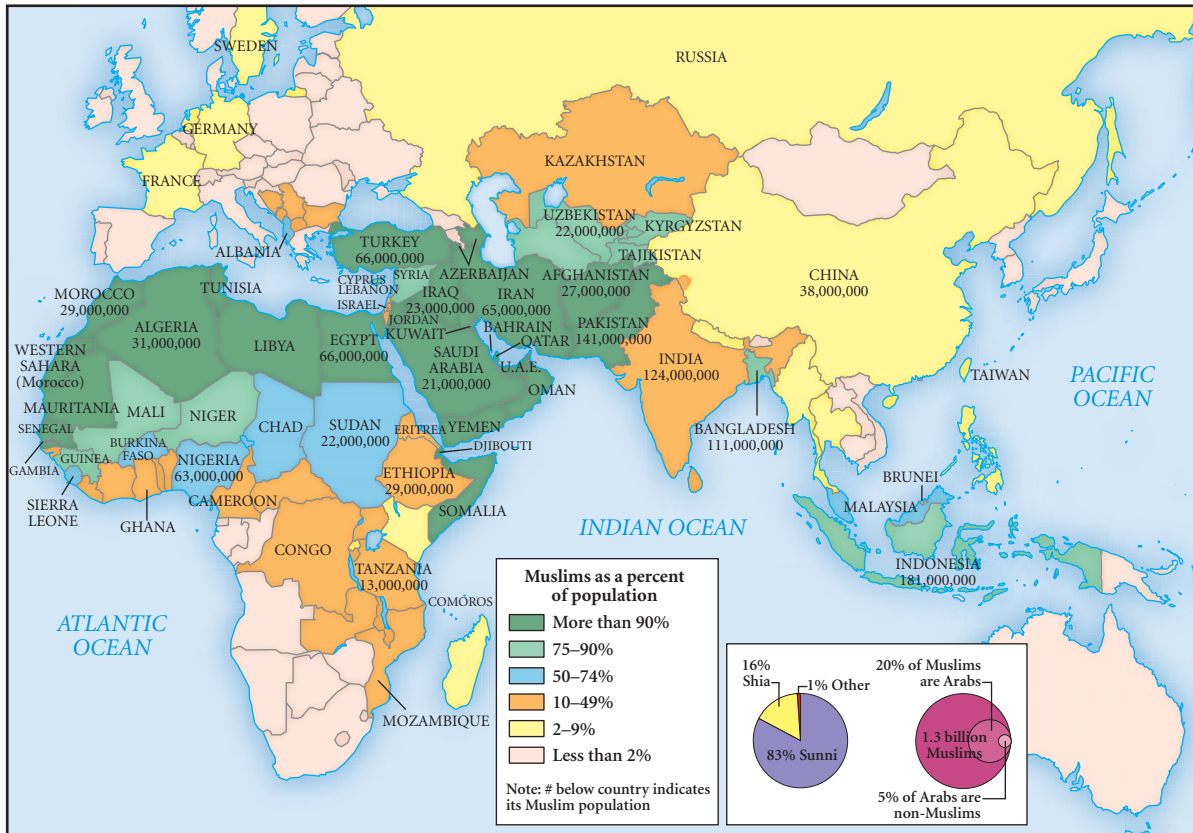 SWEDEN
RUSSIA
GERMANY
FRANCE
KAZAKHSTAN
ALBANIA
UZBEKISTAN
22,000,000
KYRGYZSTAN
TAJIKISTAN
TURKEY
66,000,000
AZERBAIJAN
AFGHANISTAN
27,000,000
CHINA
38,000,000
CYPRUS
SYRIA
LEBANON
ISRAEL
IRAQ
23,000,000
IRAN
65,000,000
MOROCCO
29,000,000
TUNISIA
ALGERIA
31,000,000
LIBYA
EGYPT
66,000,000
JORDAN
KUWAIT
BAHRAIN
QATAR
PAKISTAN
141,000,000
WESTERN
SAHARA
(Morocco)
SAUDI
ARABIA
21,000,000
U.A.E.
OMAN
INDIA
124,000,000
TAIWAN
PACIFIC
OCEAN
MAURITANIA
MALI
NIGER
CHAD
SUDAN
22,000,000
ERITREA
YEMEN
BANGLADESH
111,000,000
SENEGAL
GAMBIA
GUINEA
BURKINA
FASO
NIGERIA
63,000,000
DJIBOUTI
ETHIOPIA
29,000,000
SIERRA
LEONE
GHANA
CAMEROON
SOMALIA
INDIAN OCEAN
BRUNEI
MALAYSIA
INDONESIA
181,000,000
CONGO
TANZANIA
13,000,000
COMOROS
ATLANTIC
OCEAN
MOZAMBIQUE
Muslims as a percent
of population
More than 90%
75–90%
50–74%
10–49%
2–9%
Less than 2%
Note: # below country indicates
its Muslim population
16%
Shia
1% Other
83% Sunni
20% of Muslims
are Arabs
1.3 billion
Muslims
5% of Arabs are
non-Muslims